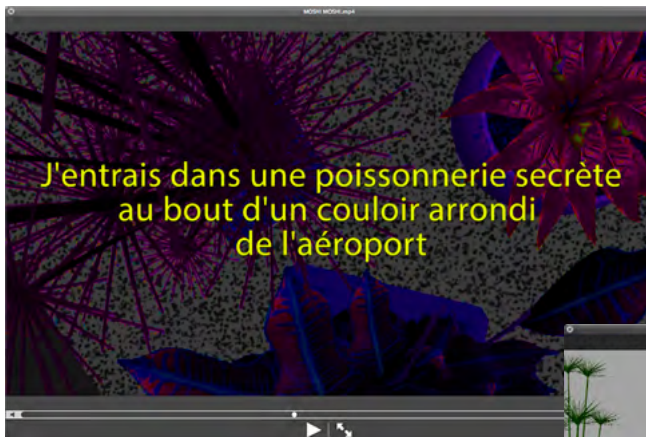 MOSHI MOSHI.mp4
J'entrais dans une poissonnerie secrète
au bout d'un couloir arrondi
de l'aéroport